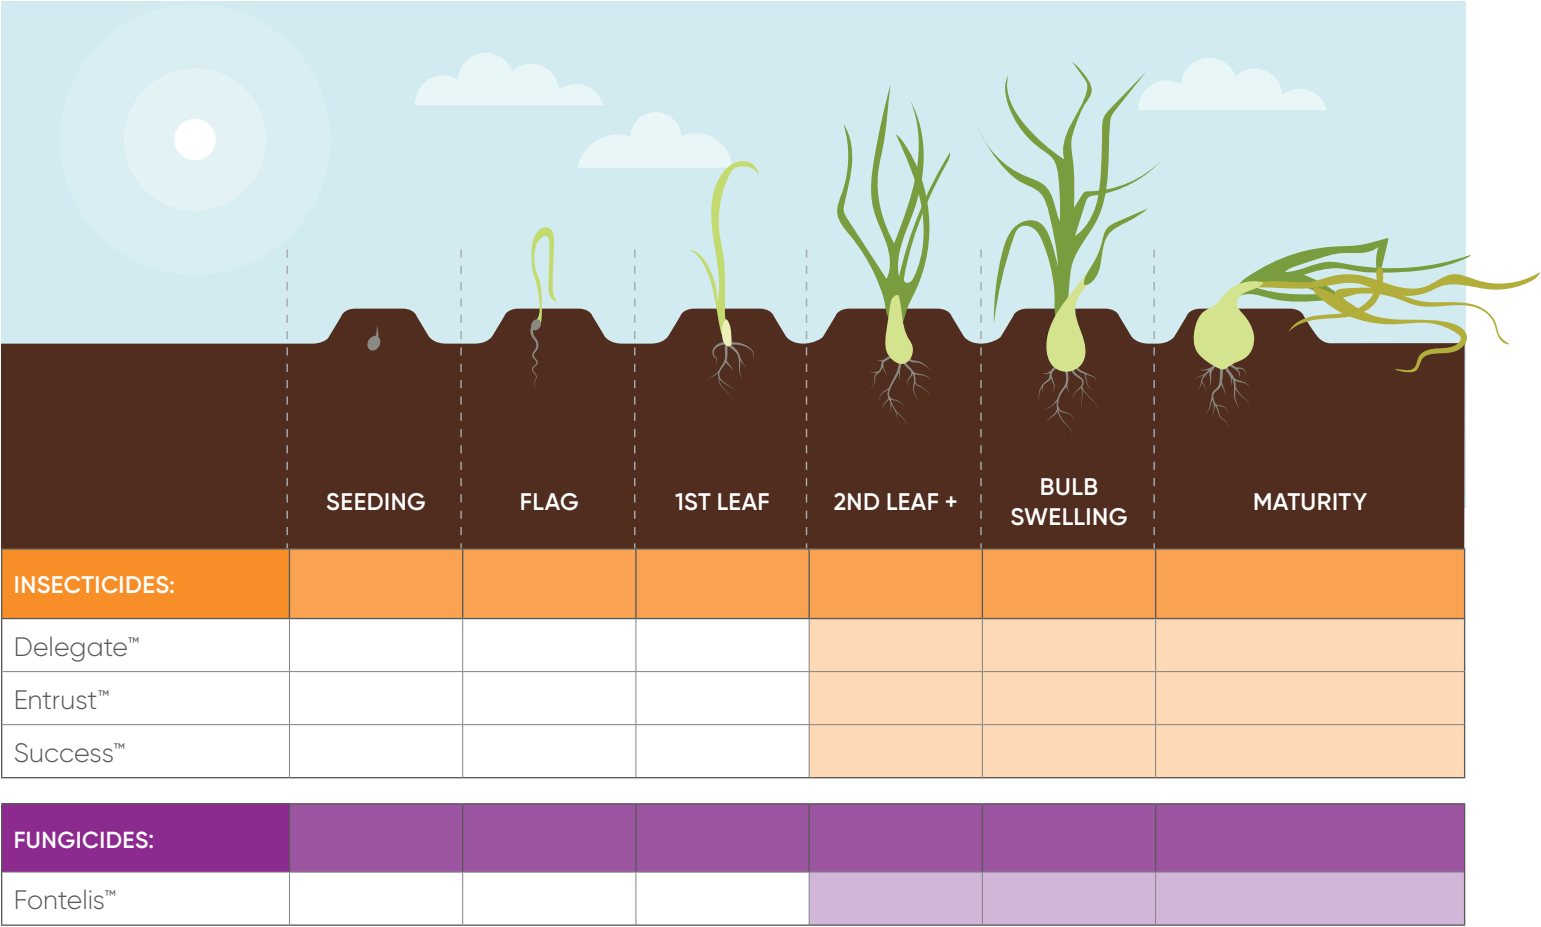 SEEDING
FLAG
1ST LEAF
2ND LEAF +
BULB
SWELLING
MATURITY
INSECTICIDES:
Delegate™
Entrust™
Success™
FUNGICIDES:
Fontelis™